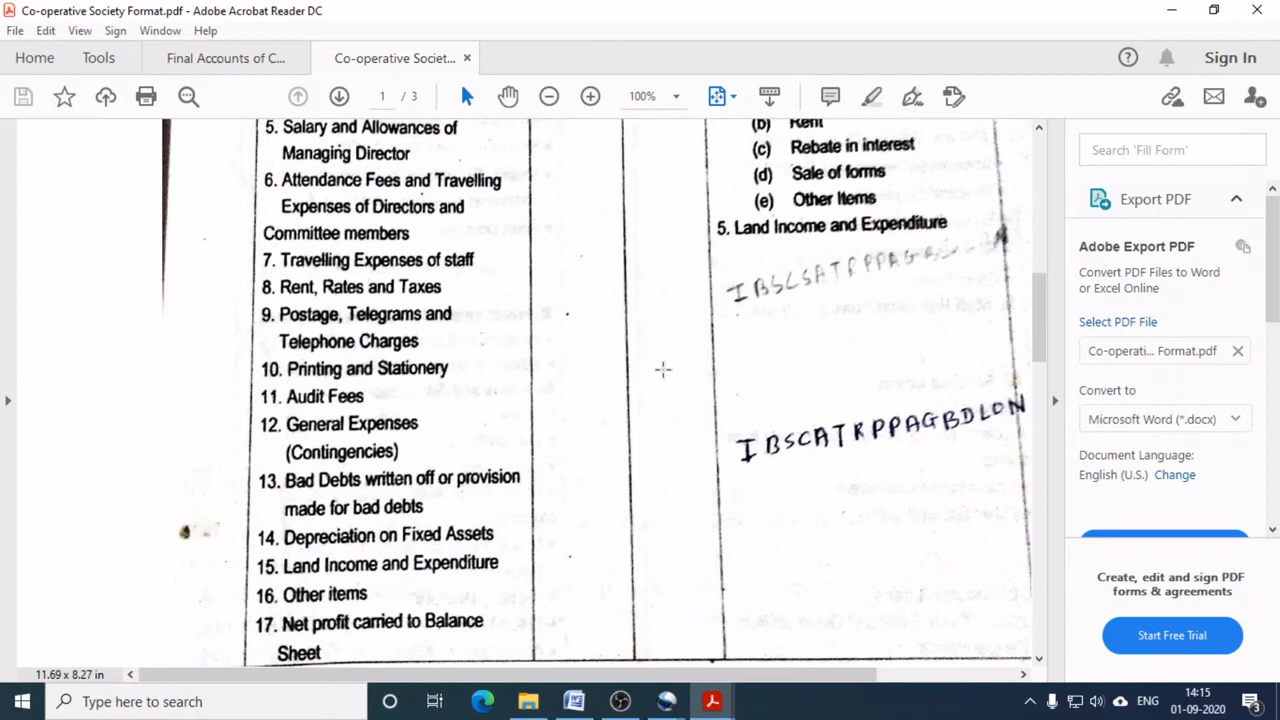 Co-operative Society Format.pdf - Adobe Acrobat Reader DC
File Edit View Sign Window Help
Home Tools Final Accounts of C... Co-operative Societ... × Sign In
1 / 3 100%
5. Salary and Allowances of
Managing Director
6. Attendance Fees and Travelling
Expenses of Directors and
Committee members
7. Travelling Expenses of staff
8. Rent, Rates and Taxes
9. Postage, Telegrams and
Telephone Charges
10. Printing and Stationery
11. Audit Fees
12. General Expenses
(Contingencies)
13. Bad Debts written off or provision
made for bad debts
14. Depreciation on Fixed Assets
15. Land Income and Expenditure
16. Other items
17. Net profit carried to Balance
Sheet
(b) Rent
(c) Rebate in interest
(d) Sale of forms
(e) Other Items
5. Land Income and Expenditure
IBSCATRPPAGBDLON
Search 'Fill Form'
Export PDF
Adobe Export PDF
Convert PDF Files to Word
or Excel Online
Select PDF File
Co-operati... Format.pdf
Convert to
Microsoft Word (*.docx)
Document Language:
English (U.S.) Change
Create, edit and sign PDF
forms & agreements
Start Free Trial
11.69 x 8.27 in
Type here to search
ENG
14:15
01-09-2020
3